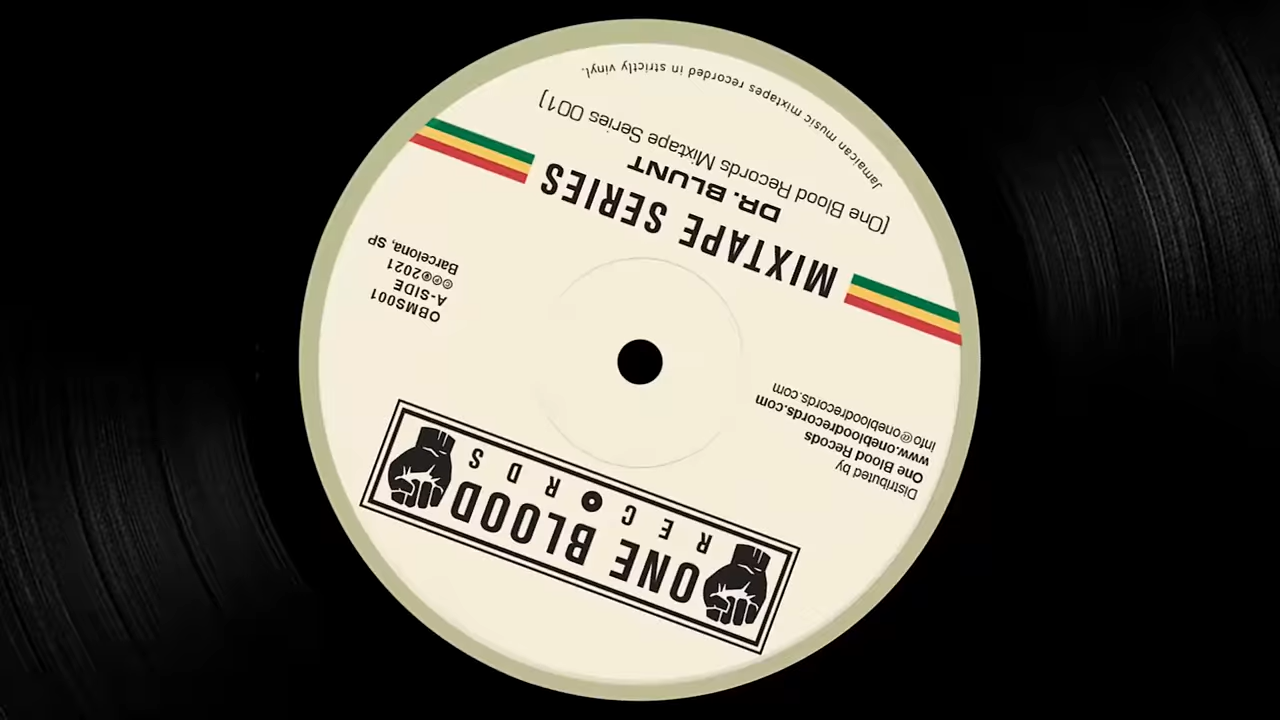 ONE BLOOD
RECORDS
Distributed by
One Blood Recods
www.onebloodrecords.com
info@onebloodrecords.com
OBMS001
A-SIDE
©℗®2021
Barcelona, SP
MIXTAPE SERIES
DR. BLUNT
(One Blood Records Mixtape Series 001)
Jamaican music mixtapes recorded in strictly vinyl.